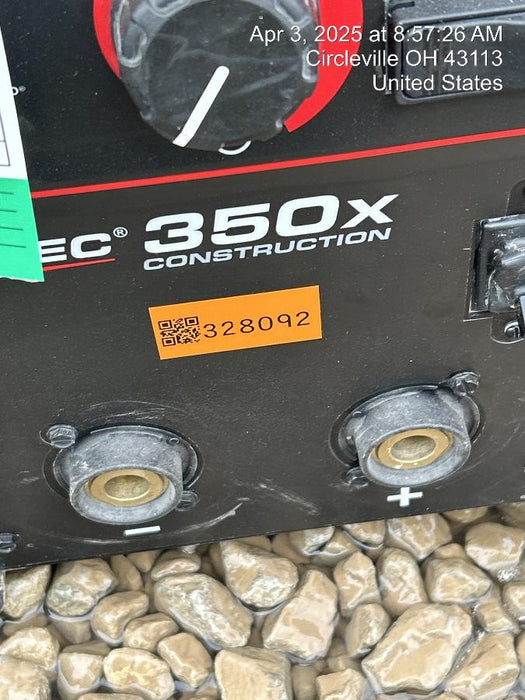 Apr 3, 2025 at 8:57:26 AM
Circleville OH 43113
United States
EC® 350X
CONSTRUCTION
328092
- +